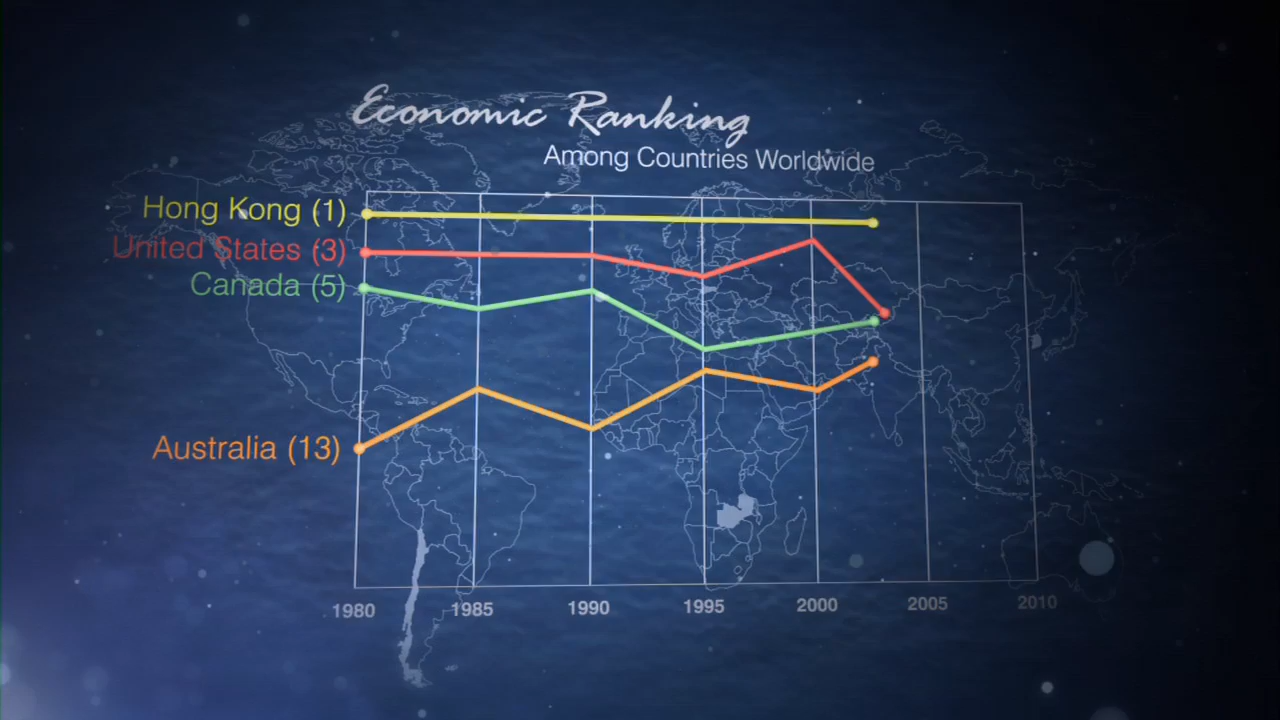 Economic Ranking
Among Countries Worldwide
Hong Kong (1)
United States (3)
Canada (5)
Australia (13)
1980 1985 1990 1995 2000 2005 2010